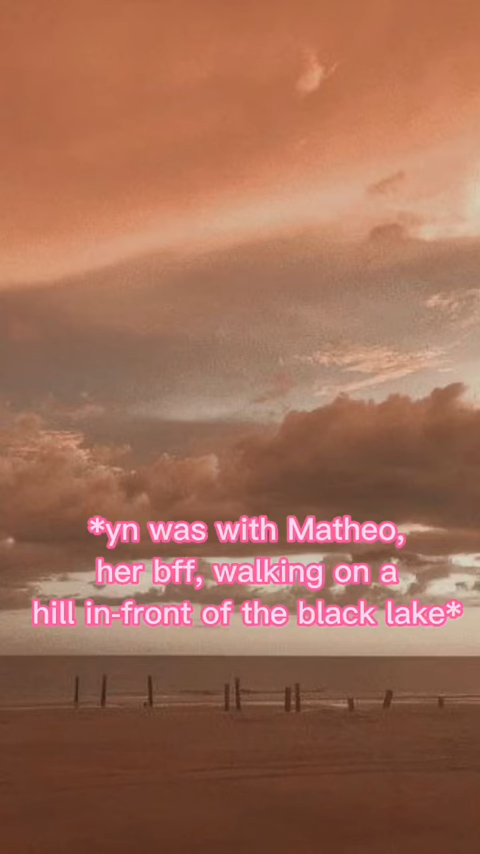 *yn was with Matheo,
her bff, walking on a
hill in-front of the black lake*